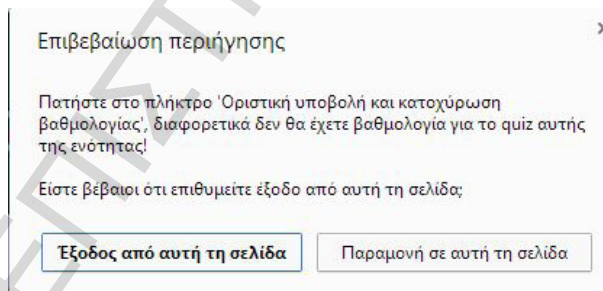 Επιβεβαίωση περιήγησης
Πατήστε στο πλήκτρο 'Οριστική υποβολή και κατοχύρωση
βαθμολογίας', διαφορετικά δεν θα έχετε βαθμολογία για το quiz αυτής
της ενότητας!
Είστε βέβαιοι ότι επιθυμείτε έξοδο από αυτή τη σελίδα;
Έξοδος από αυτή τη σελίδα
Παραμονή σε αυτή τη σελίδα